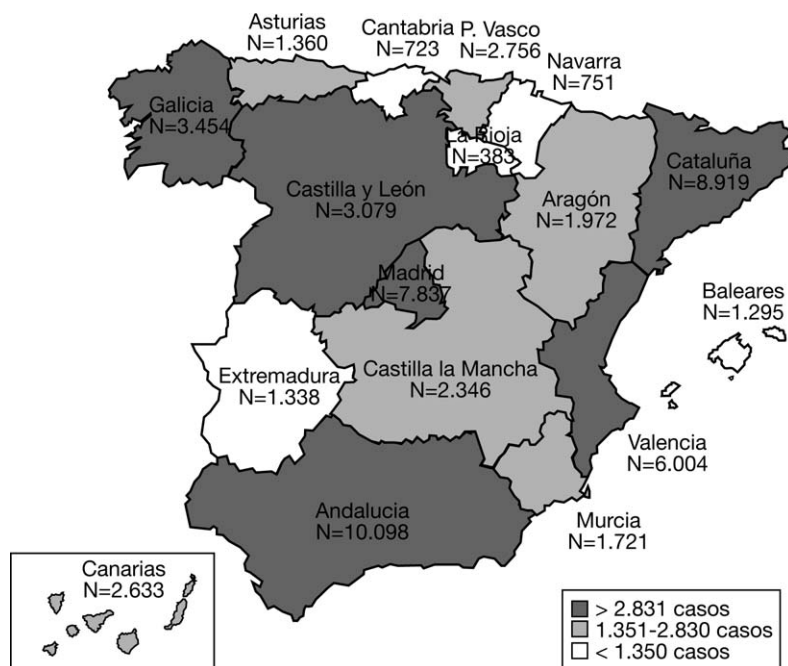 Asturias
N=1.360
Cantabria
N=723
P. Vasco
N=2.756
Navarra
N=751
Galicia
N=3.454
La Rioja
N=383
Cataluña
N=8.919
Castilla y León
N=3.079
Aragón
N=1.972
Madrid
N=7.837
Baleares
N=1.295
Extremadura
N=1.338
Castilla la Mancha
N=2.346
Valencia
N=6.004
Andalucia
N=10.098
Murcia
N=1.721
Canarias
N=2.633
> 2.831 casos
1.351-2.830 casos
< 1.350 casos